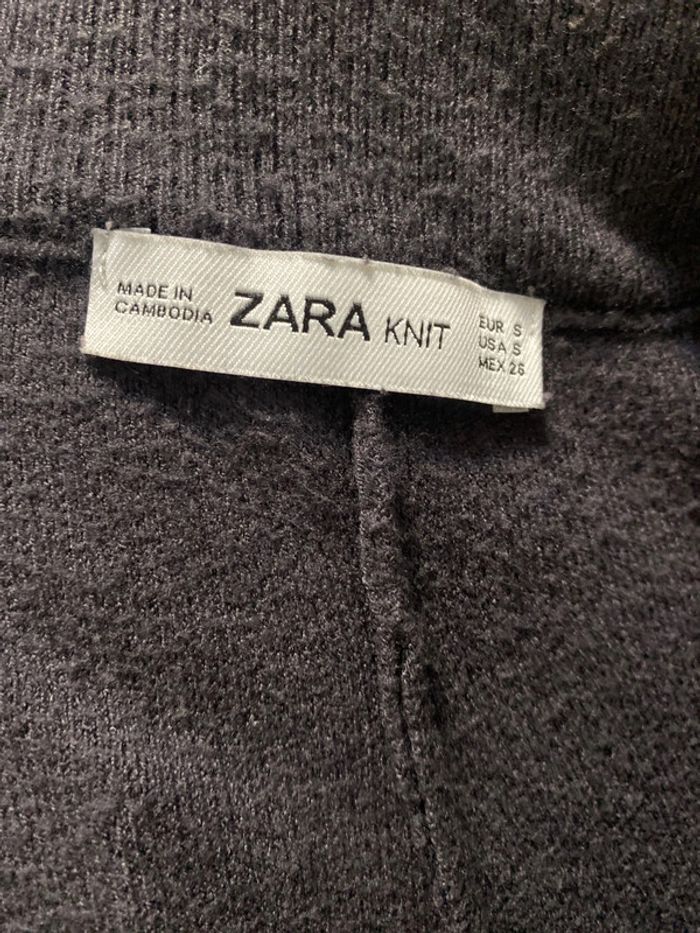 MADE IN
CAMBODIA
ZARA KNIT
EUR S
USA S
MEX 26